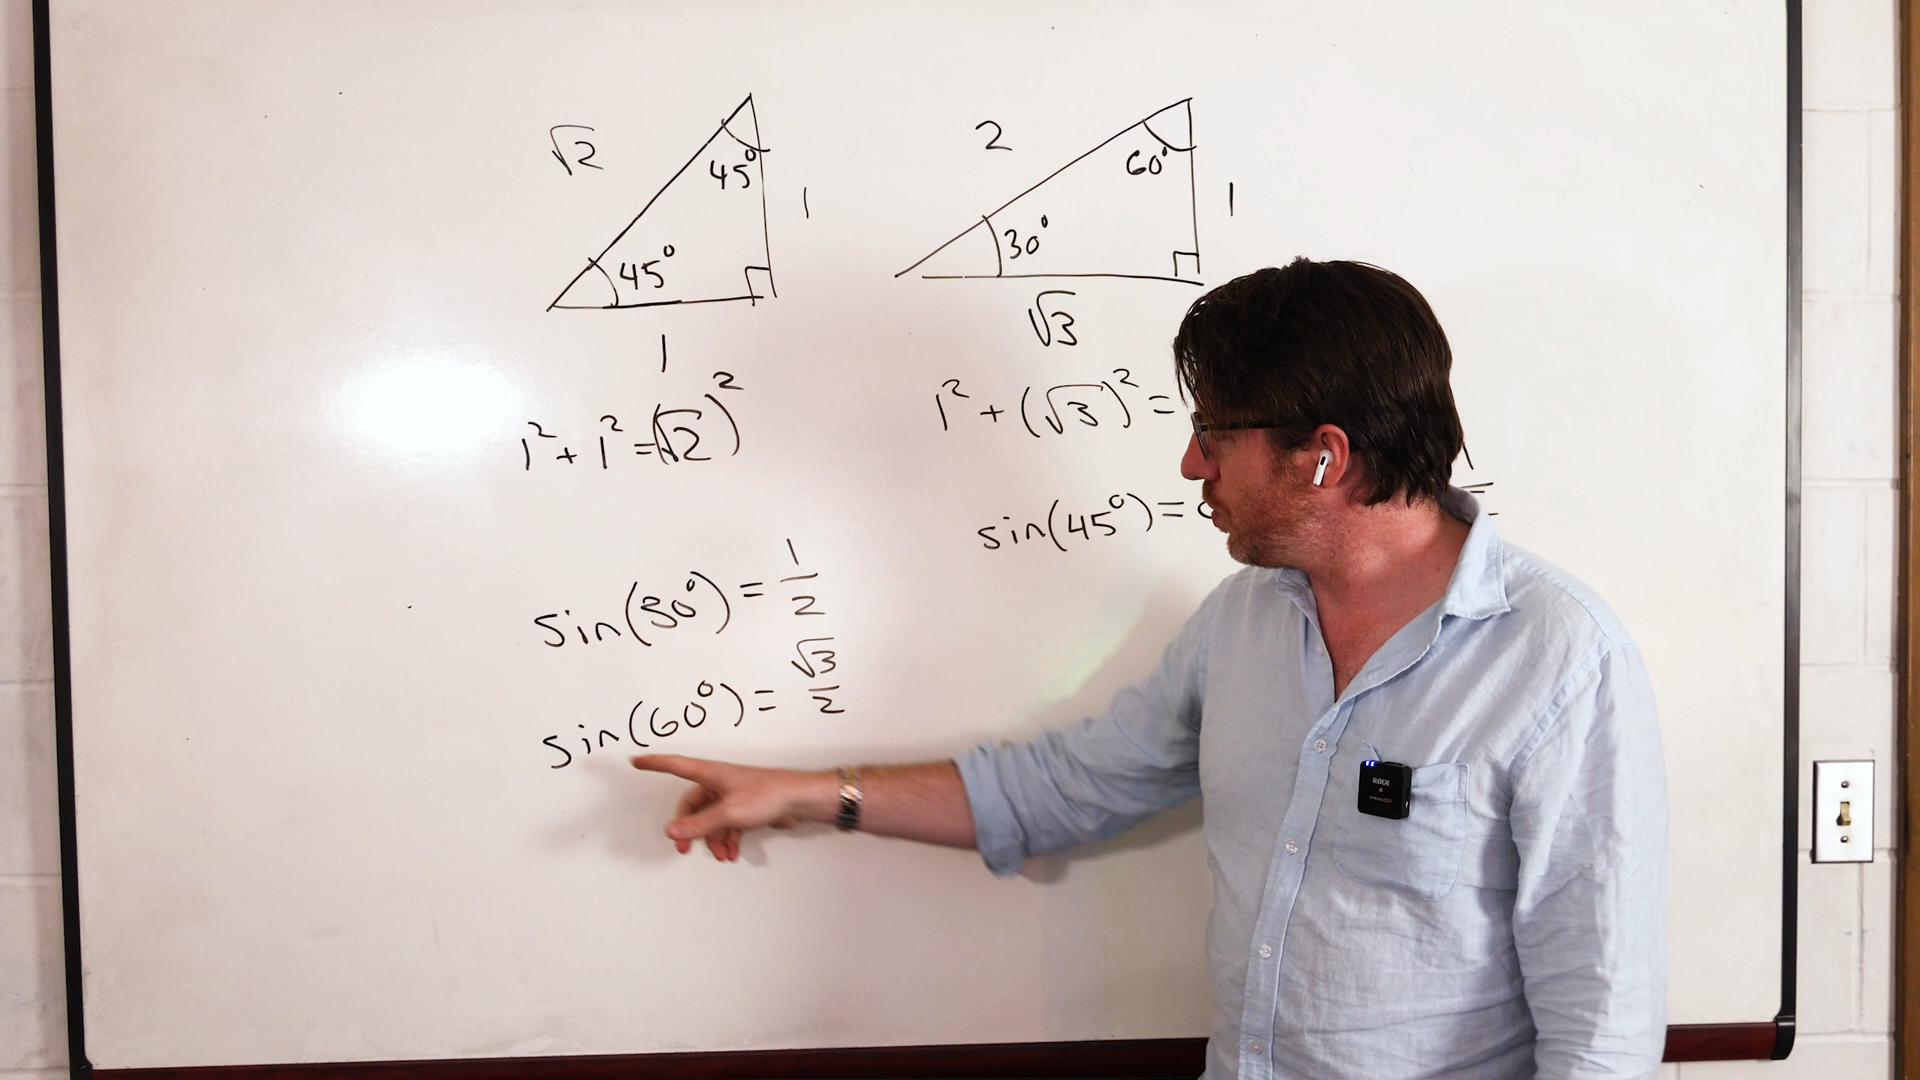 √2
45°
1
45°
1
1² + 1² = (√2)²
2
60°
1
30°
√3
1² + (√3)² =
sin(45°) =
1
sin(30°) = 1/2
sin(60°) = √3/2
RØDE